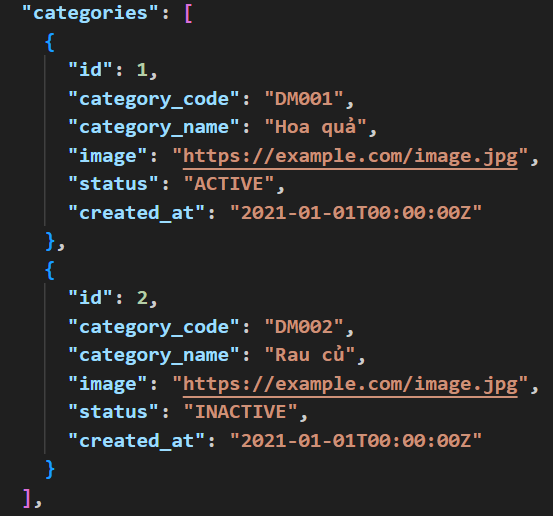 "categories": [
{
"id": 1,
"category_code": "DM001",
"category_name": "Hoa quả",
"image": "https://example.com/image.jpg",
"status": "ACTIVE",
"created_at": "2021-01-01T00:00:00Z"
},
{
"id": 2,
"category_code": "DM002",
"category_name": "Rau củ",
"image": "https://example.com/image.jpg",
"status": "INACTIVE",
"created_at": "2021-01-01T00:00:00Z"
}
],